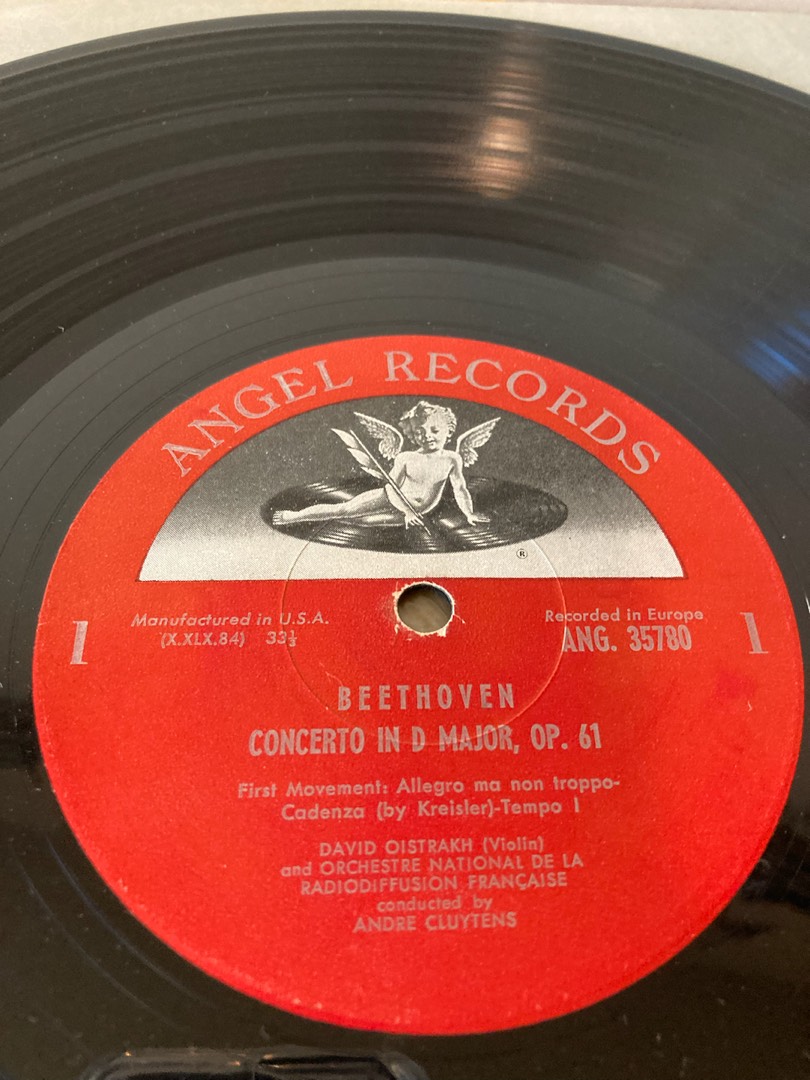 ANGEL RECORDS
®
Manufactured in U.S.A.
(X.XLX.84) 33⅓
Recorded in Europe
ANG. 35780
1
1
BEETHOVEN
CONCERTO IN D MAJOR, OP. 61
First Movement: Allegro ma non troppo-
Cadenza (by Kreisler)-Tempo I
DAVID OISTRAKH (Violin)
and ORCHESTRE NATIONAL DE LA
RADIODIFFUSION FRANÇAISE
conducted by
ANDRE CLUYTENS